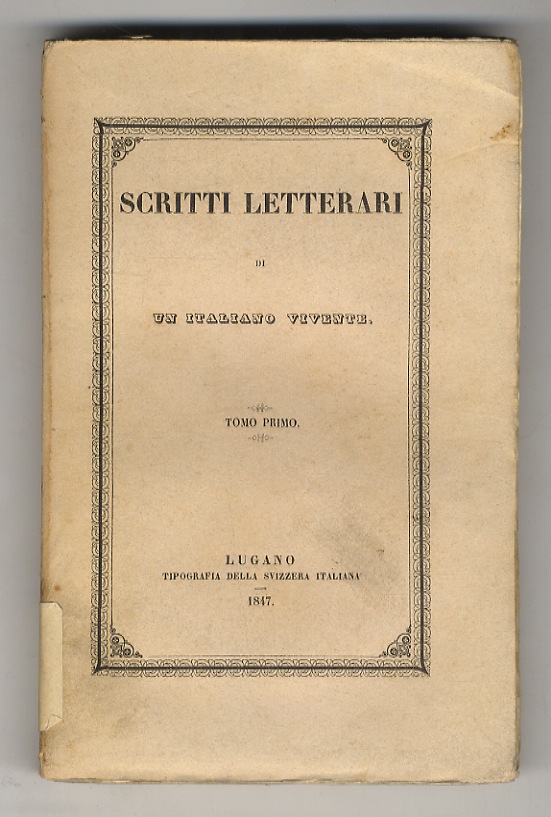 SCRITTI LETTERARI
DI
UN ITALIANO VIVENTE.
TOMO PRIMO.
LUGANO
TIPOGRAFIA DELLA SVIZZERA ITALIANA
1847.